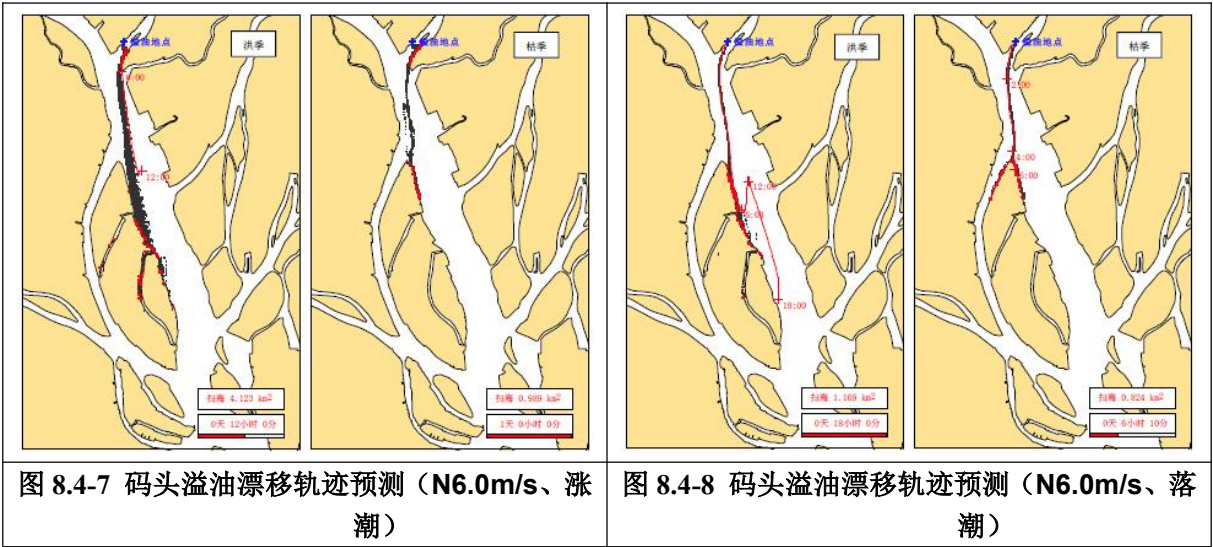 溢油地点
洪季
6:00
12:00
扫海 4.123 km2
0天 12小时 0分
溢油地点
枯季
扫海 0.989 km2
1天 0小时 0分
溢油地点
洪季
12:00
6:00
18:00
扫海 1.169 km2
0天 18小时 0分
溢油地点
枯季
2:00
4:00
6:00
扫海 0.824 km2
0天 6小时 10分
图 8.4-7 码头溢油漂移轨迹预测（N6.0m/s、涨
潮）
图 8.4-8 码头溢油漂移轨迹预测（N6.0m/s、落
潮）